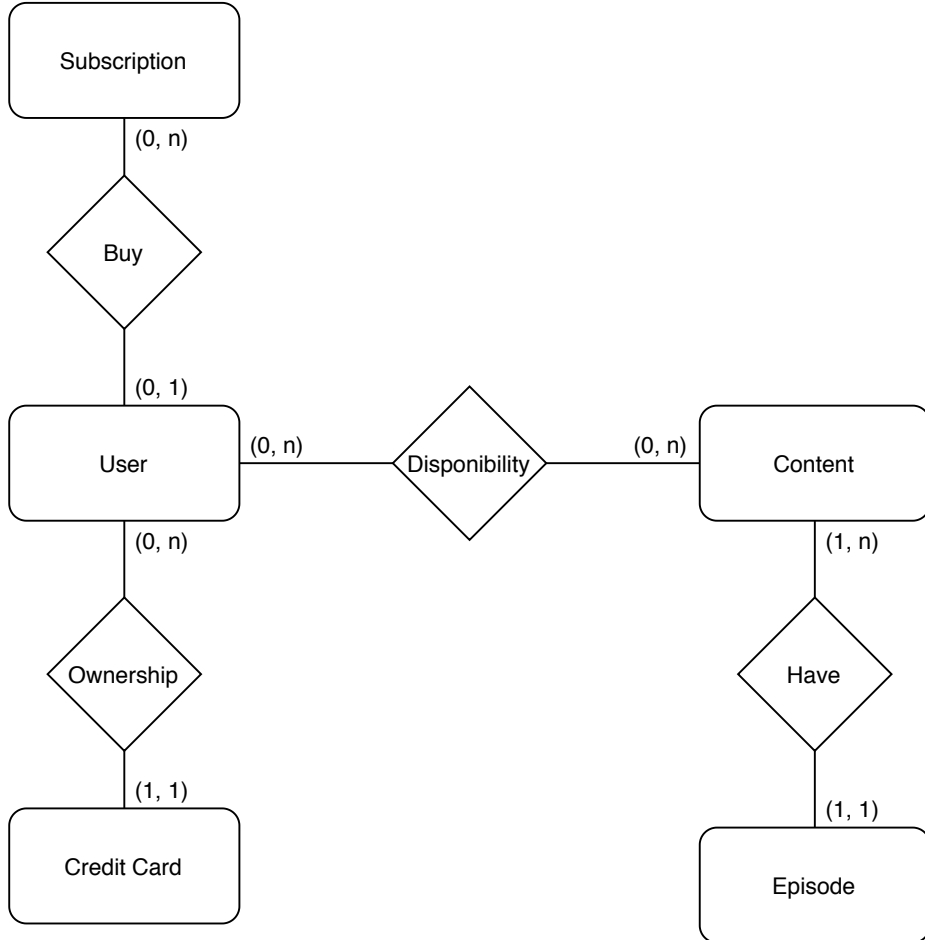 Subscription
(0, n)
Buy
(0, 1)
User
(0, n)
Disponibility
(0, n)
Content
(0, n)
(1, n)
Ownership
Have
(1, 1)
(1, 1)
Credit Card
Episode